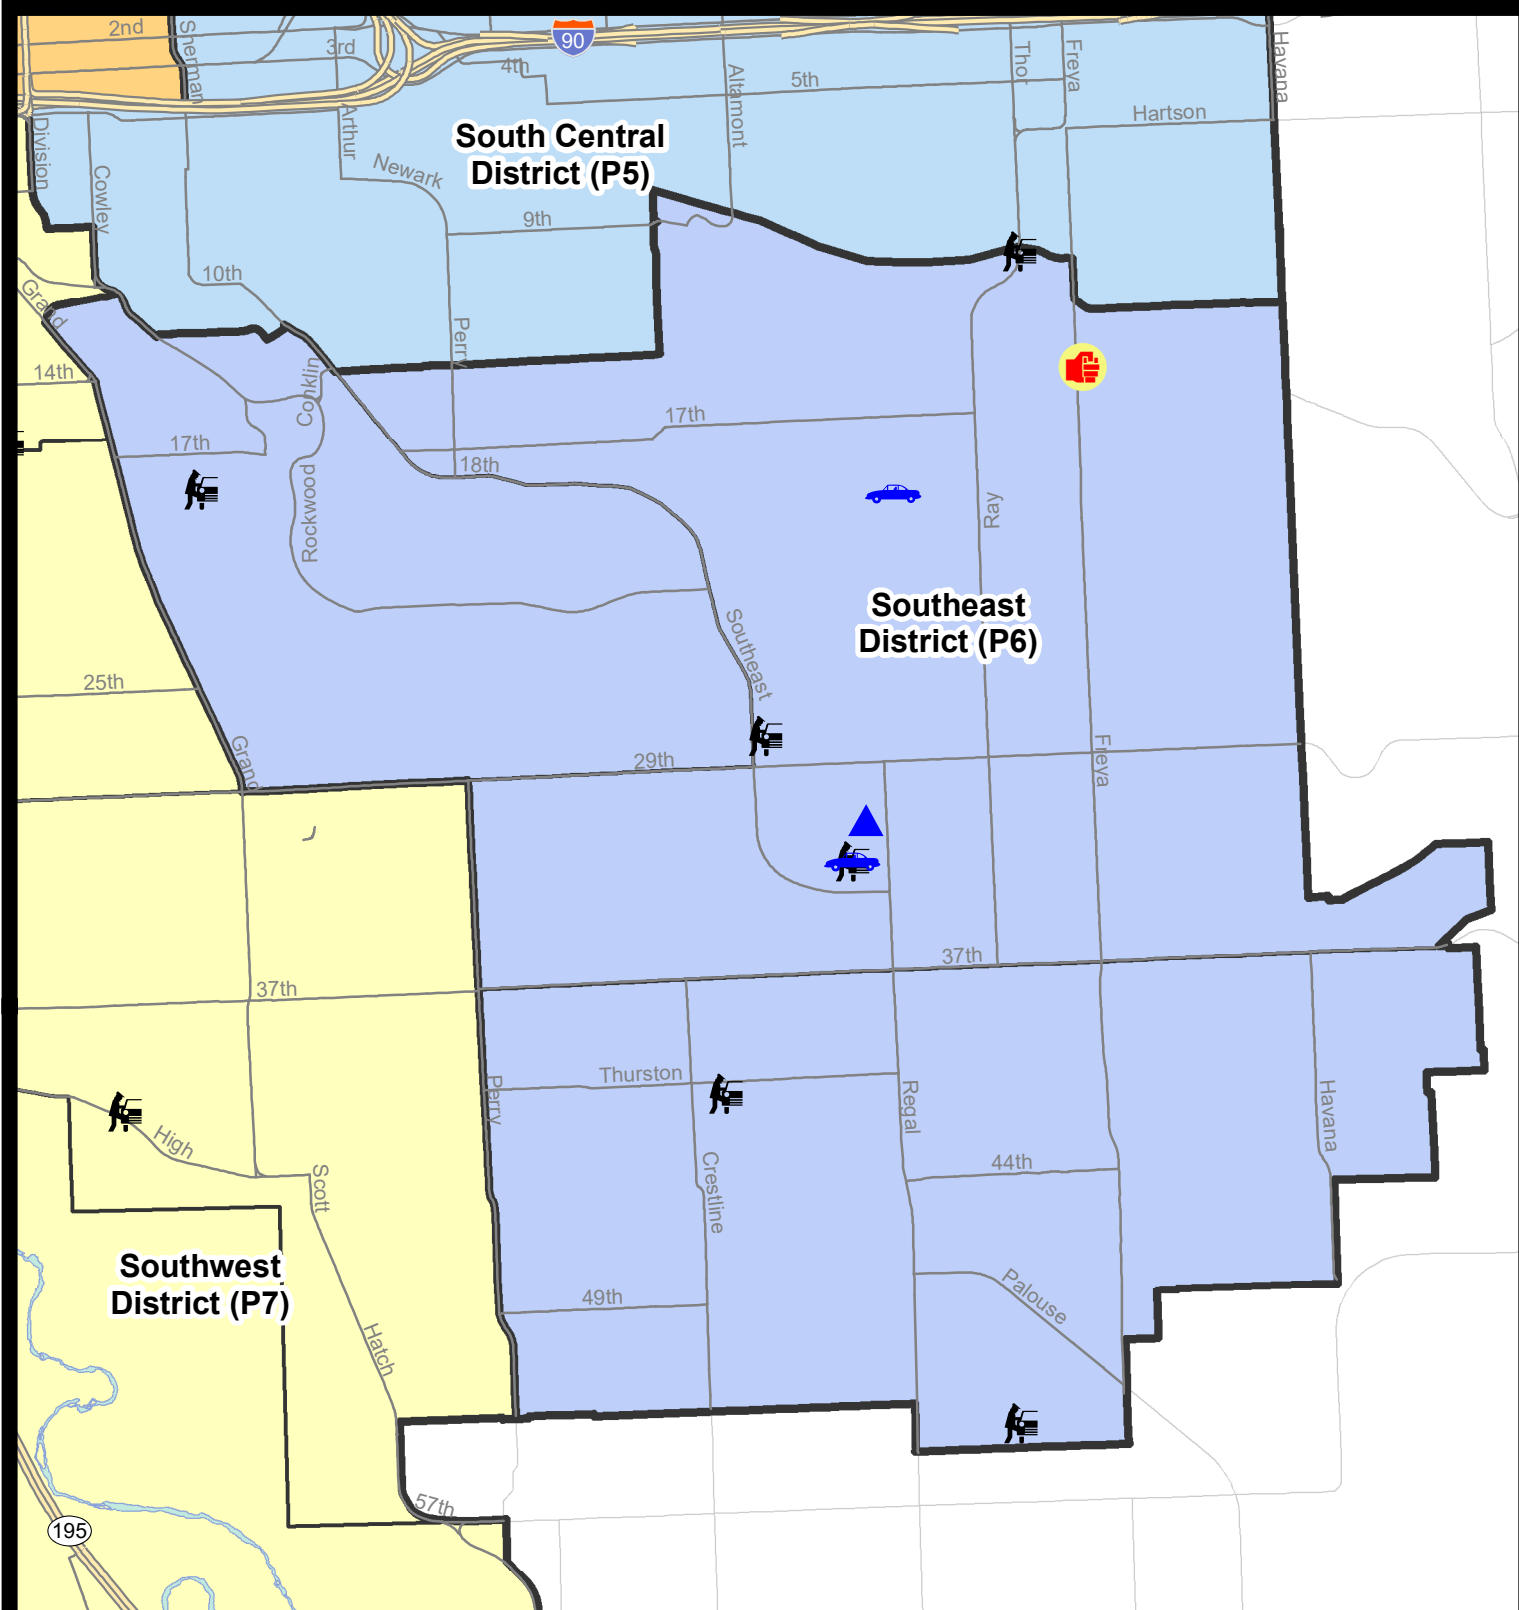 2nd
Sherman
3rd
90
4th
Altamont
5th
Thor
Freya
Havana
Hartson
Division
Arthur
South Central
District (P5)
Newark
Cowley
9th
10th
Grand
Perry
14th
Conklin
17th
17th
18th
Rockwood
Ray
Southeast
District (P6)
Southeast
25th
Grand
29th
Freya
37th
37th
Thurston
Perry
Regal
Havana
High
Scott
Crestline
44th
Southwest
District (P7)
49th
Palouse
Hatch
57th
195